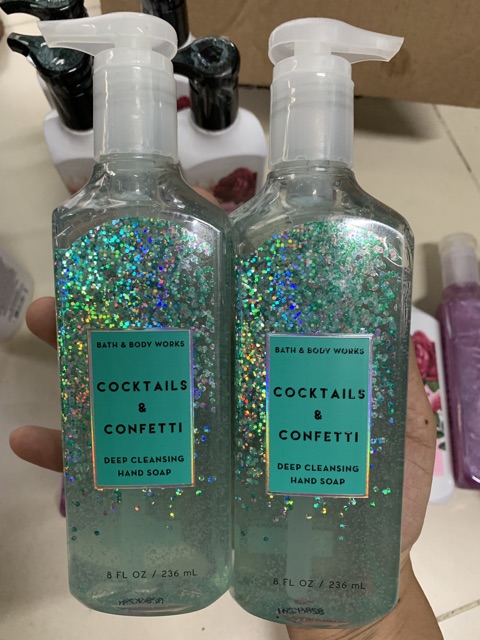 BATH & BODY WORKS
COCKTAILS
&
CONFETTI
DEEP CLEANSING
HAND SOAP
8 FL OZ / 236 mL
BATH & BODY WORKS
COCKTAILS
&
CONFETTI
DEEP CLEANSING
HAND SOAP
8 FL OZ / 236 mL